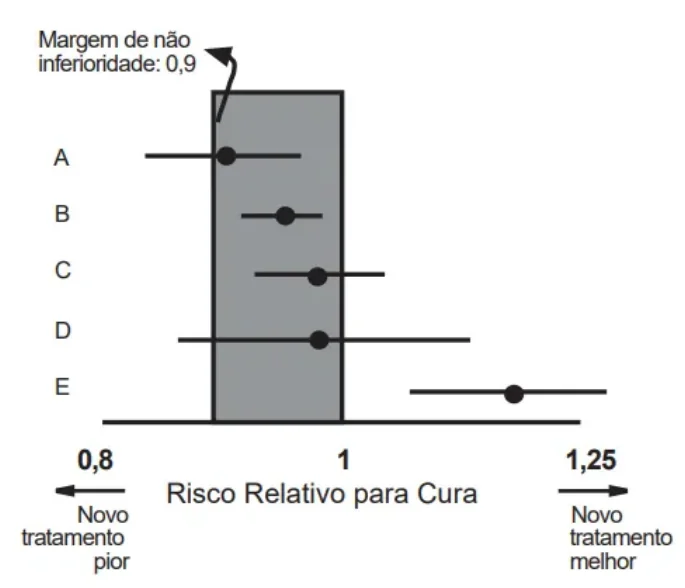 Margem de não
inferioridade: 0,9
A
B
C
D
E
0,8 1 1,25
Risco Relativo para Cura
Novo
tratamento
pior
Novo
tratamento
melhor